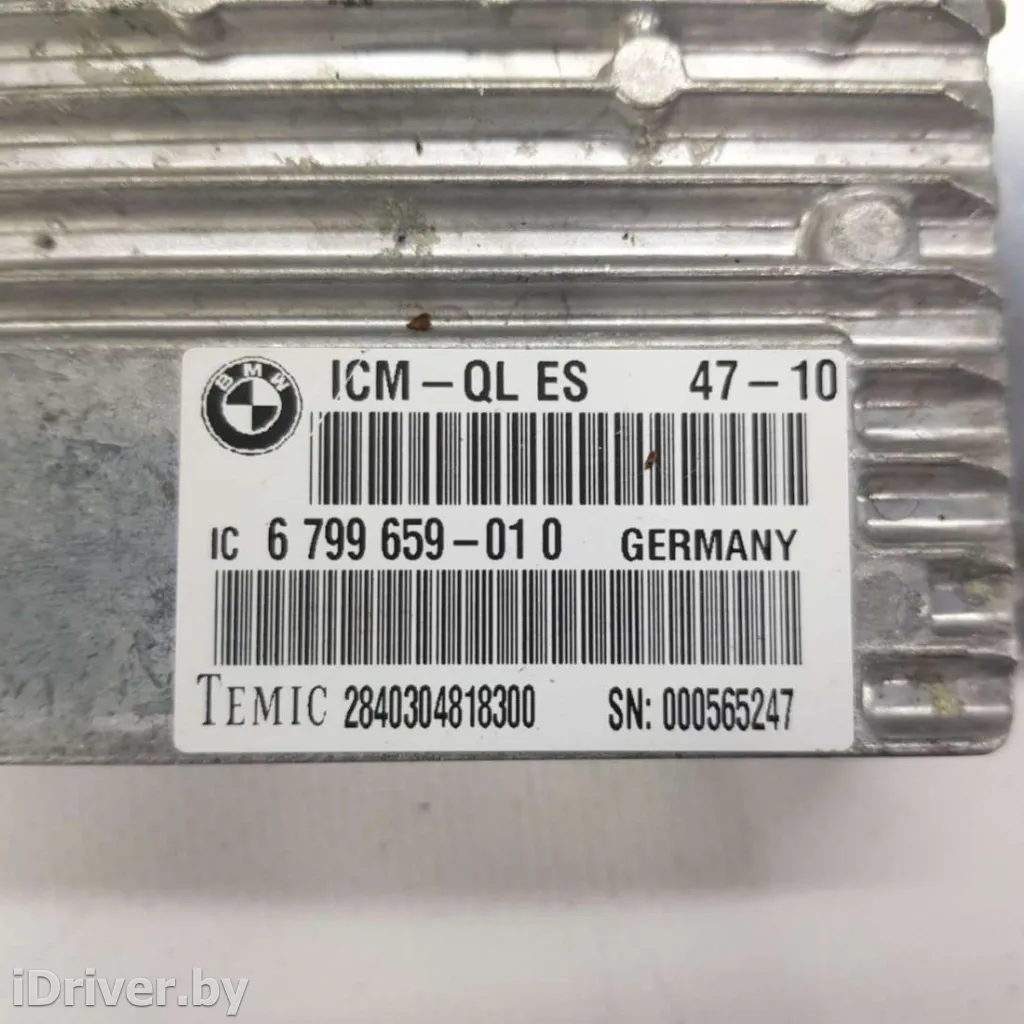 BMW ICM – QL ES 47 – 10
IC 6 799 659 – 01 0 GERMANY
TEMIC 2840304818300 SN: 000565247
iDriver.by